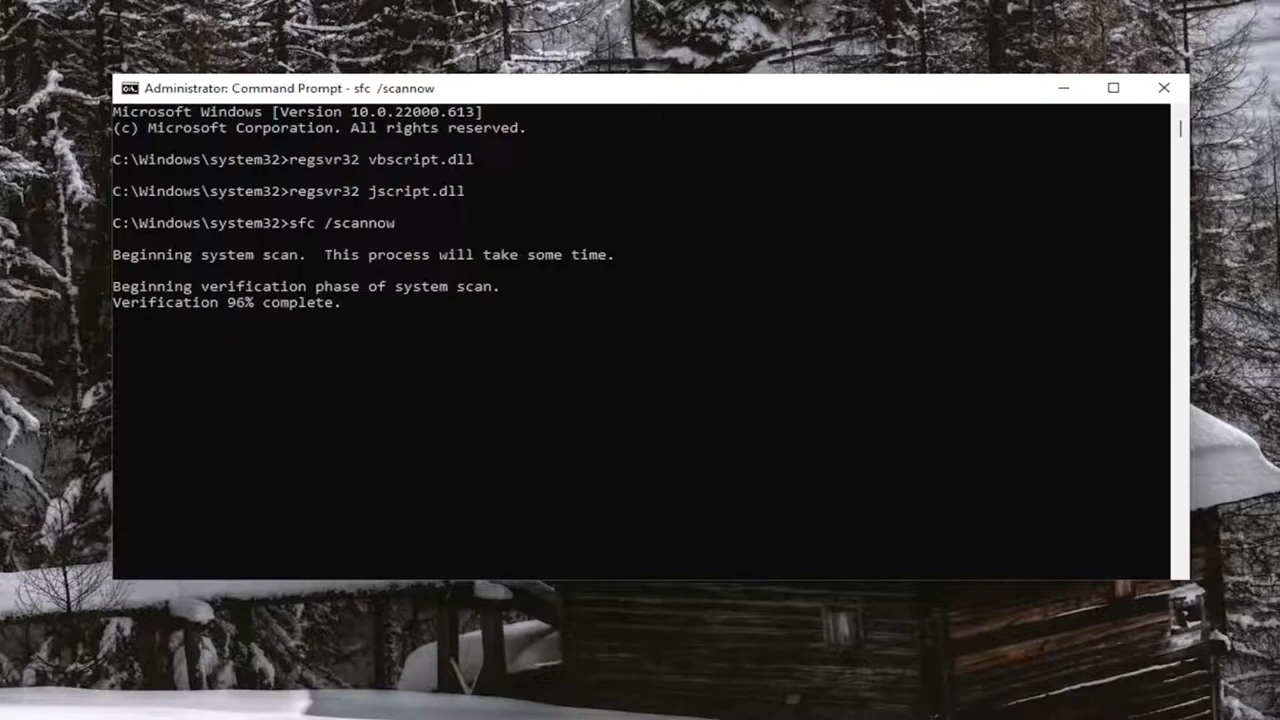 Administrator: Command Prompt - sfc /scannow
Microsoft Windows [Version 10.0.22000.613]
(c) Microsoft Corporation. All rights reserved.
C:\Windows\system32>regsvr32 vbscript.dll
C:\Windows\system32>regsvr32 jscript.dll
C:\Windows\system32>sfc /scannow
Beginning system scan.  This process will take some time.
Beginning verification phase of system scan.
Verification 96% complete.